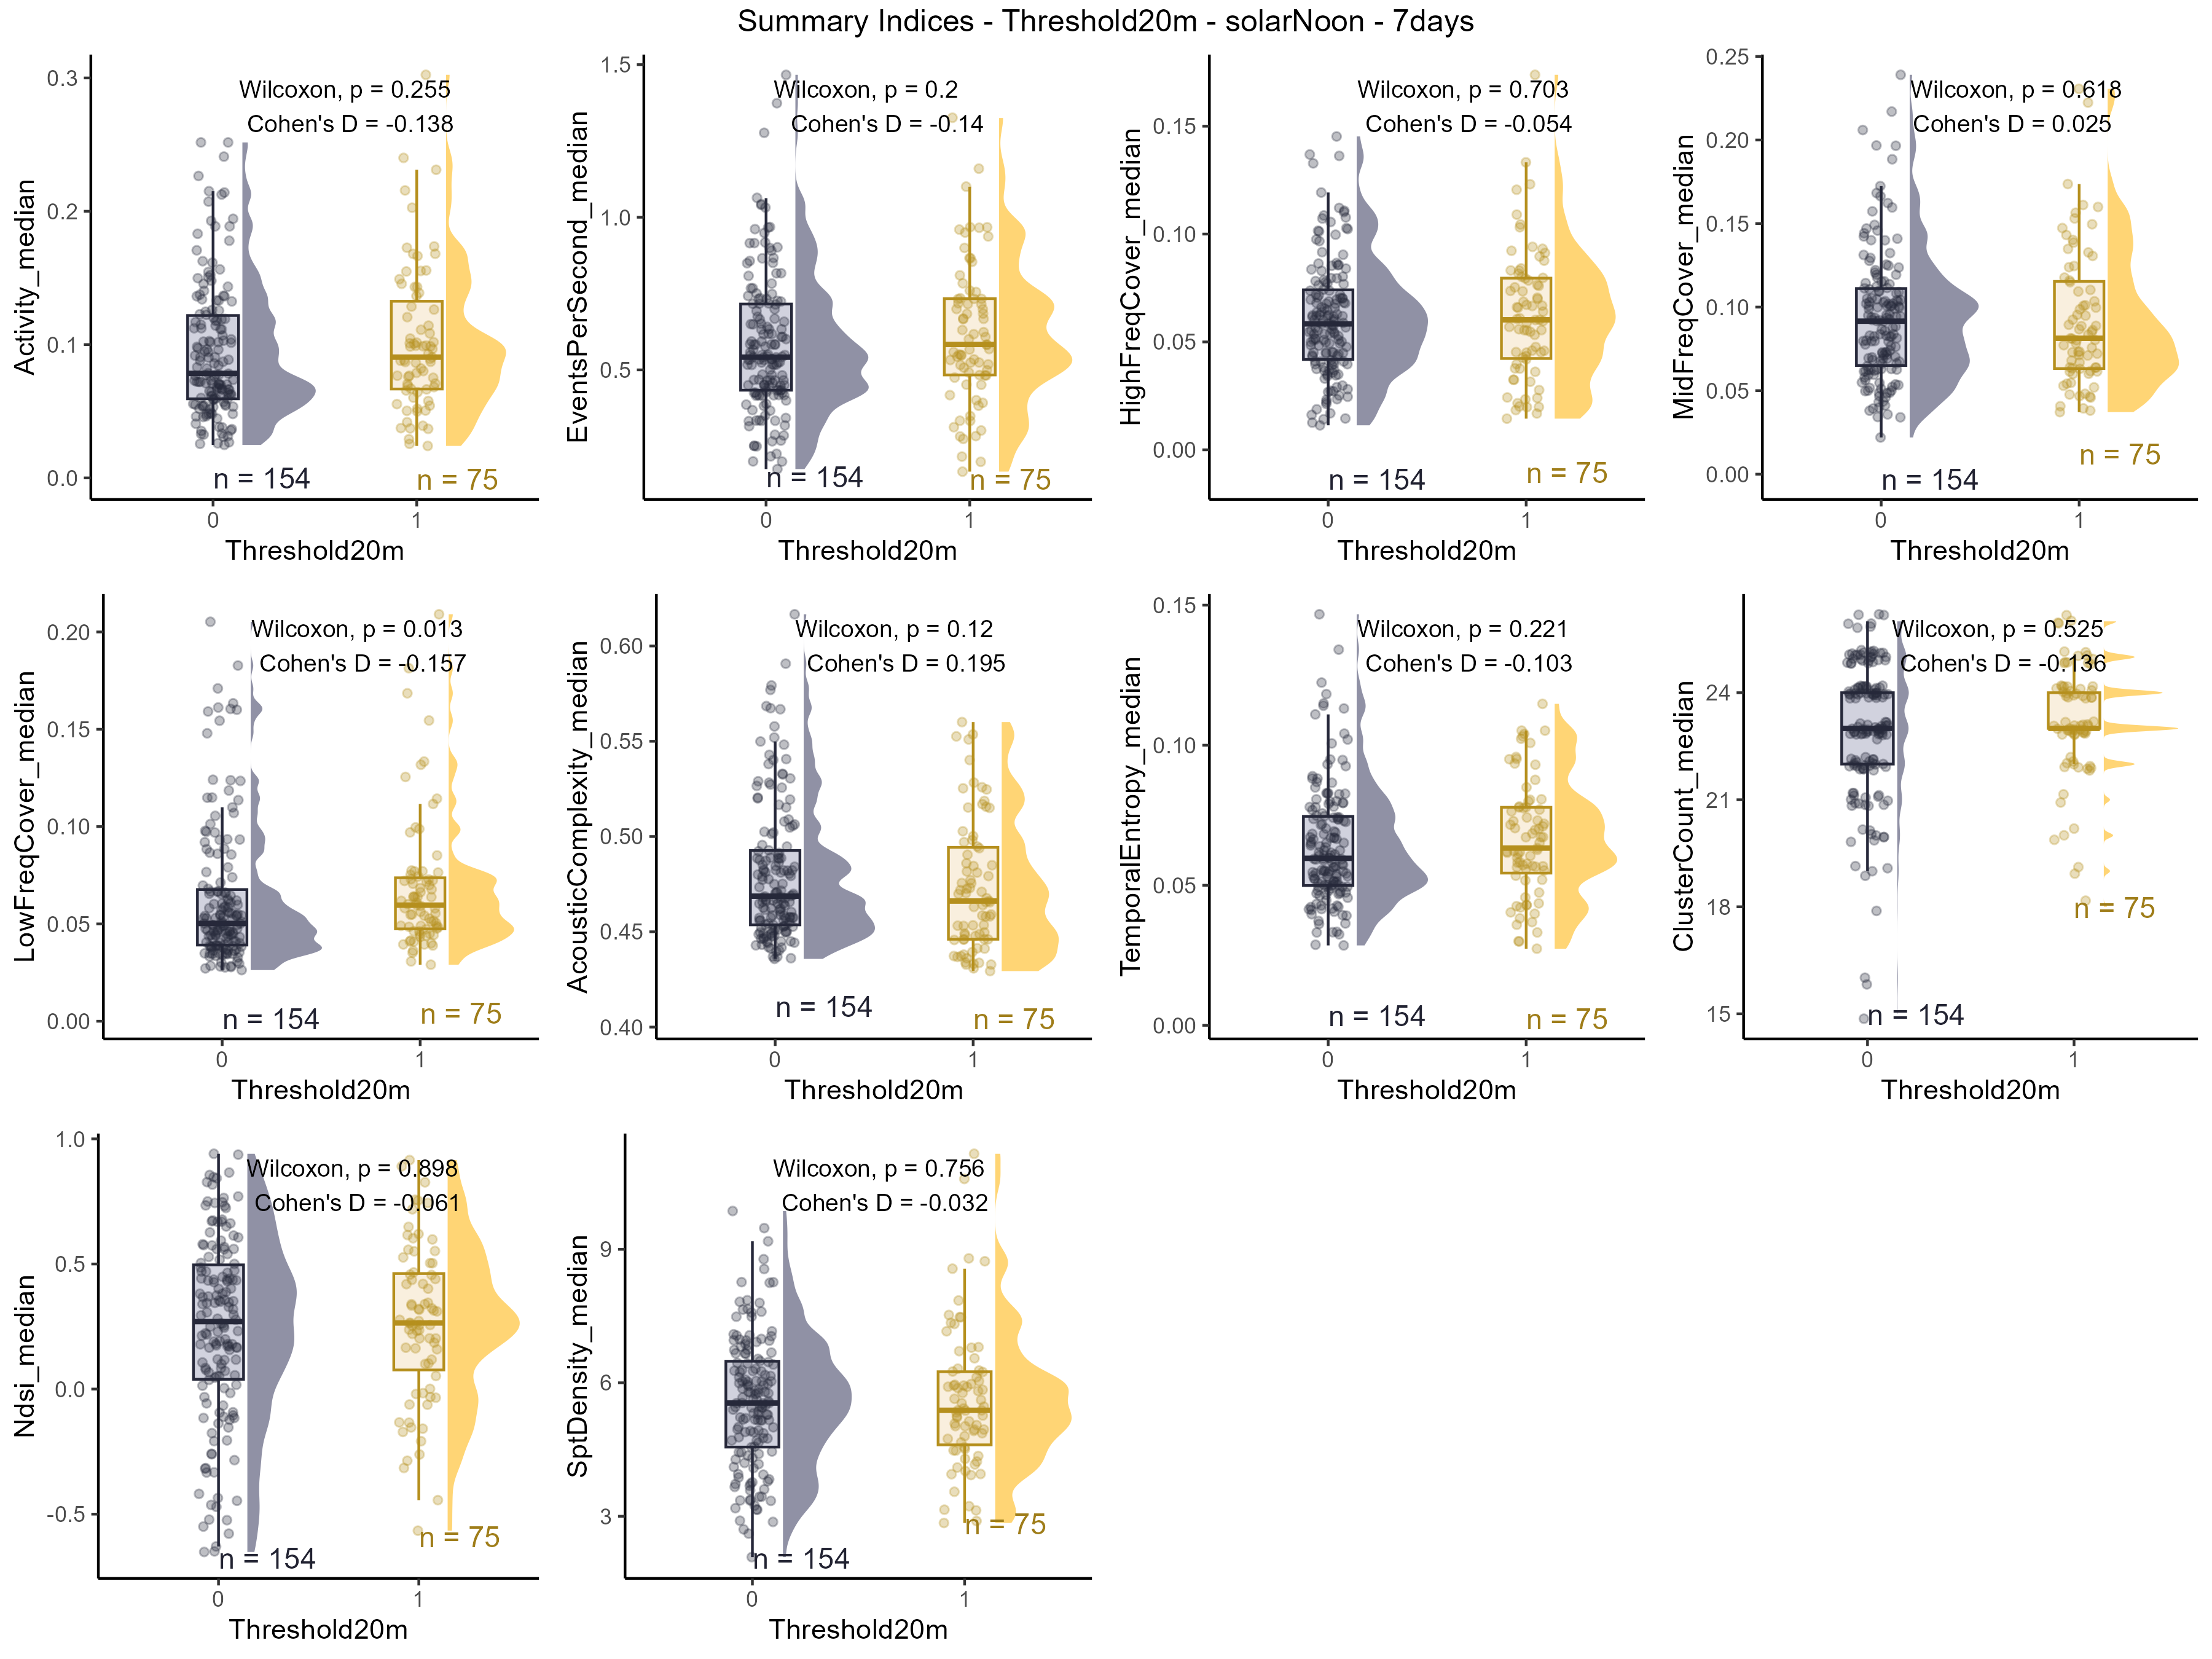 Summary Indices - Threshold20m - solarNoon - 7days
Activity_median
0.3
0.2
0.1
0.0
Wilcoxon, p = 0.255
Cohen's D = -0.138
n = 154
n = 75
0
1
Threshold20m
EventsPerSecond_median
1.5
1.0
0.5
Wilcoxon, p = 0.2
Cohen's D = -0.14
n = 154
n = 75
0
1
Threshold20m
HighFreqCover_median
0.15
0.10
0.05
0.00
Wilcoxon, p = 0.703
Cohen's D = -0.054
n = 154
n = 75
0
1
Threshold20m
MidFreqCover_median
0.25
0.20
0.15
0.10
0.05
0.00
Wilcoxon, p = 0.618
Cohen's D = 0.025
n = 154
n = 75
0
1
Threshold20m
LowFreqCover_median
0.20
0.15
0.10
0.05
0.00
Wilcoxon, p = 0.013
Cohen's D = -0.157
n = 154
n = 75
0
1
Threshold20m
AcousticComplexity_median
0.60
0.55
0.50
0.45
0.40
Wilcoxon, p = 0.12
Cohen's D = 0.195
n = 154
n = 75
0
1
Threshold20m
TemporalEntropy_median
0.15
0.10
0.05
0.00
Wilcoxon, p = 0.221
Cohen's D = -0.103
n = 154
n = 75
0
1
Threshold20m
ClusterCount_median
24
21
18
15
Wilcoxon, p = 0.525
Cohen's D = -0.136
n = 154
n = 75
0
1
Threshold20m
Ndsi_median
1.0
0.5
0.0
-0.5
Wilcoxon, p = 0.898
Cohen's D = -0.061
n = 154
n = 75
0
1
Threshold20m
SptDensity_median
9
6
3
Wilcoxon, p = 0.756
Cohen's D = -0.032
n = 154
n = 75
0
1
Threshold20m